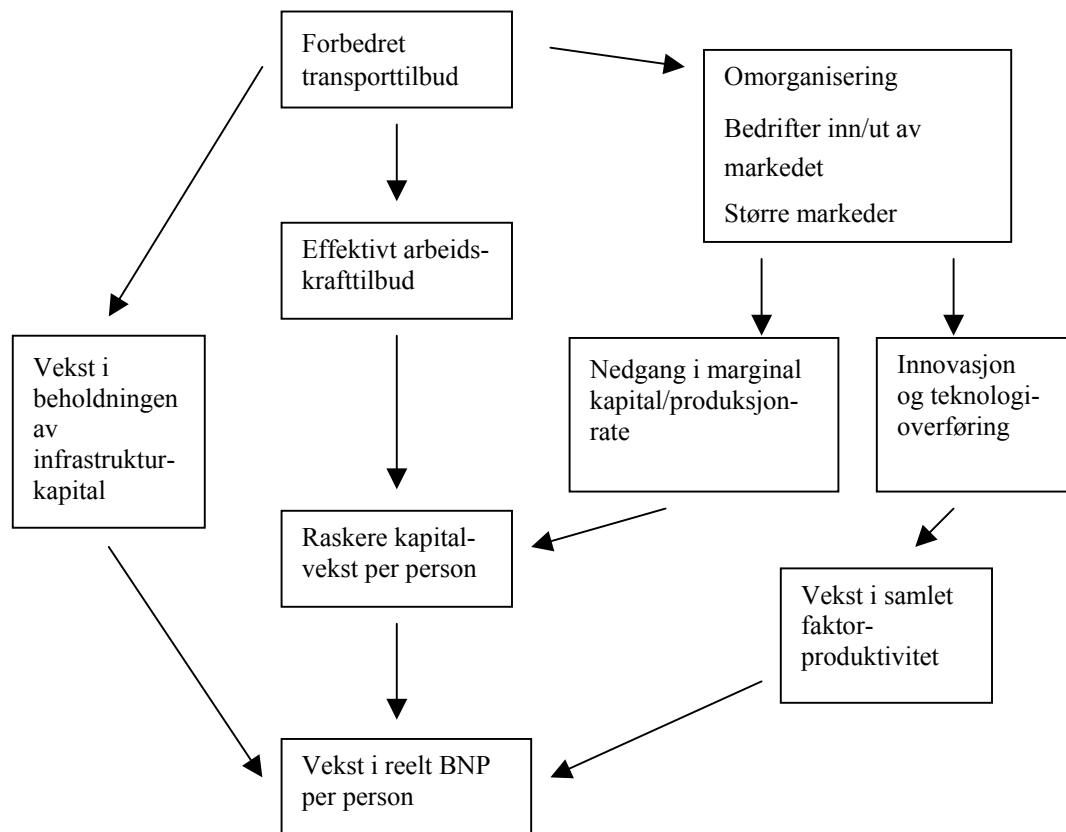 Forbedret
transporttilbud
Omorganisering
Bedrifter inn/ut av
markedet
Større markeder
Effektivt arbeids-
krafttilbud
Vekst i
beholdningen
av
infrastruktur-
kapital
Nedgang i marginal
kapital/produksjon-
rate
Innovasjon
og teknologi-
overføring
Raskere kapital-
vekst per person
Vekst i samlet
faktor-
produktivitet
Vekst i reelt BNP
per person